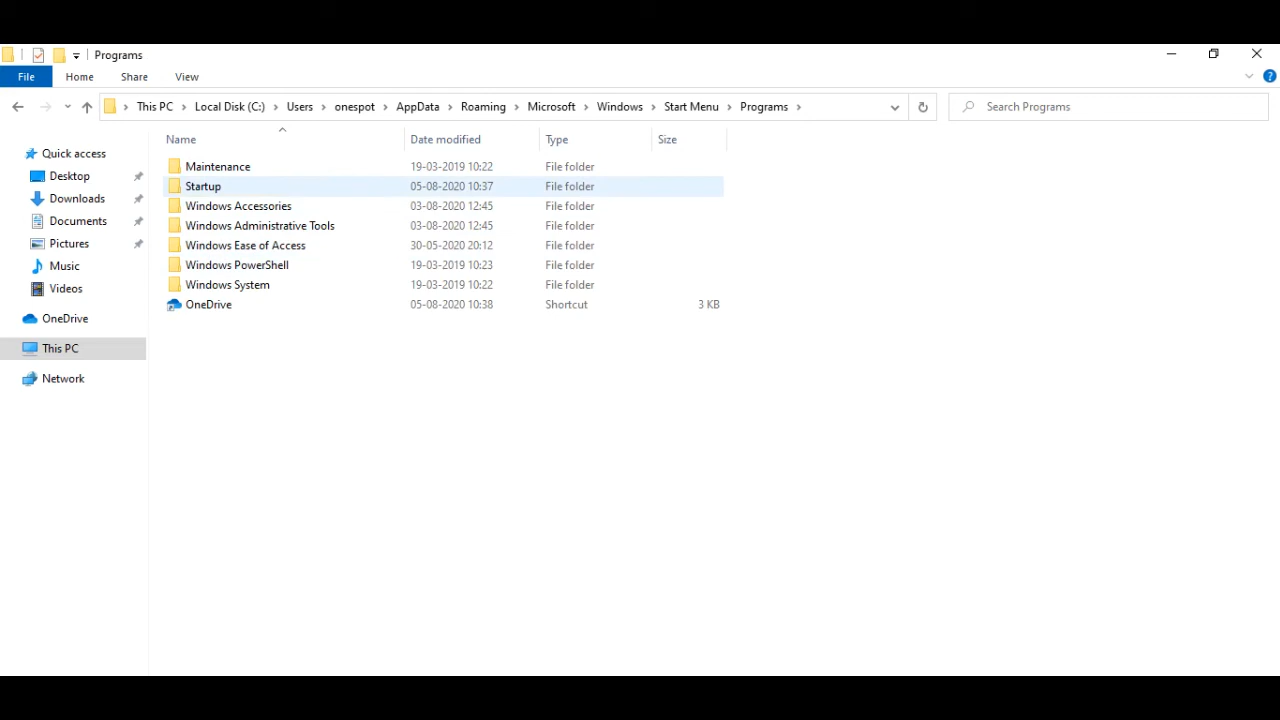 Programs
File Home Share View
This PC Local Disk (C:) Users onespot AppData Roaming Microsoft Windows Start Menu Programs Search Programs
Name Date modified Type Size
Quick access
Desktop
Downloads
Documents
Pictures
Music
Videos
OneDrive
This PC
Network
Maintenance 19-03-2019 10:22 File folder
Startup 05-08-2020 10:37 File folder
Windows Accessories 03-08-2020 12:45 File folder
Windows Administrative Tools 03-08-2020 12:45 File folder
Windows Ease of Access 30-05-2020 20:12 File folder
Windows PowerShell 19-03-2019 10:23 File folder
Windows System 19-03-2019 10:22 File folder
OneDrive 05-08-2020 10:38 Shortcut 3 KB